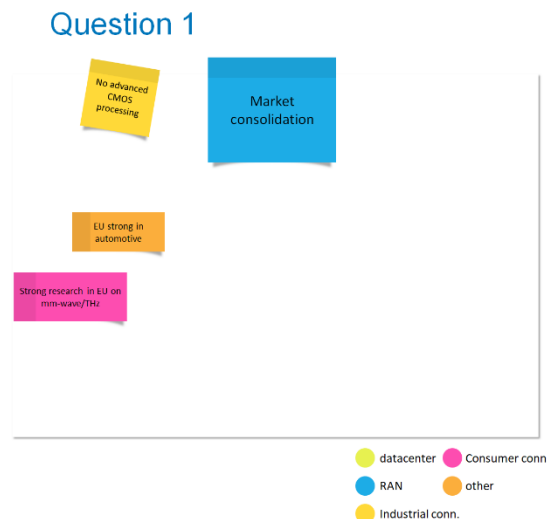 Question 1
No advanced
CMOS
processing
Market
consolidation
EU strong in
automotive
Strong research in EU on
mm-wave/THz
datacenter
Consumer conn
RAN
other
Industrial conn.